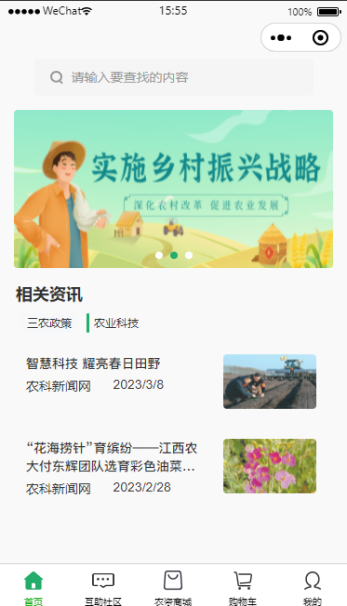 ●●●●● WeChat 15:55 100%
请输入要查找的内容
实施乡村振兴战略
深化农村改革 促进农业发展
相关资讯
三农政策 农业科技
智慧科技 耀亮春日田野
农科新闻网 2023/3/8
“花海捞针”育缤纷——江西农
大付东辉团队选育彩色油菜...
农科新闻网 2023/2/28
首页 互助社区 农资商城 购物车 我的